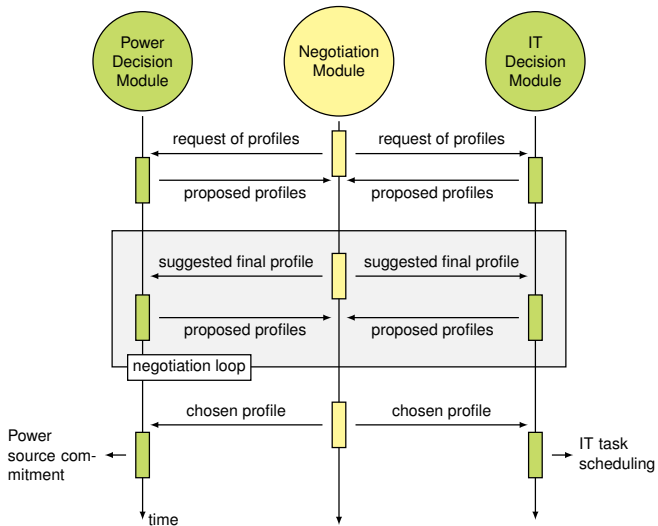 Power
Decision
Module
Negotiation
Module
IT
Decision
Module
request of profiles
request of profiles
proposed profiles
proposed profiles
suggested final profile
suggested final profile
proposed profiles
proposed profiles
negotiation loop
chosen profile
chosen profile
Power
source com-
mitment
IT task
scheduling
time